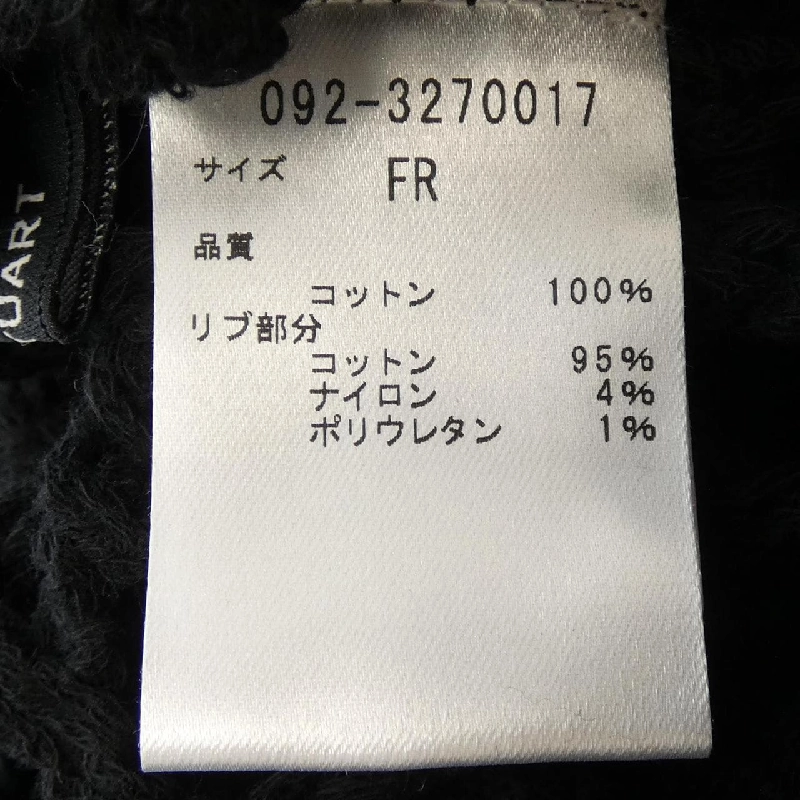 092-3270017
サイズ FR
品質
コットン 100%
リブ部分
コットン 95%
ナイロン 4%
ポリウレタン 1%
UART